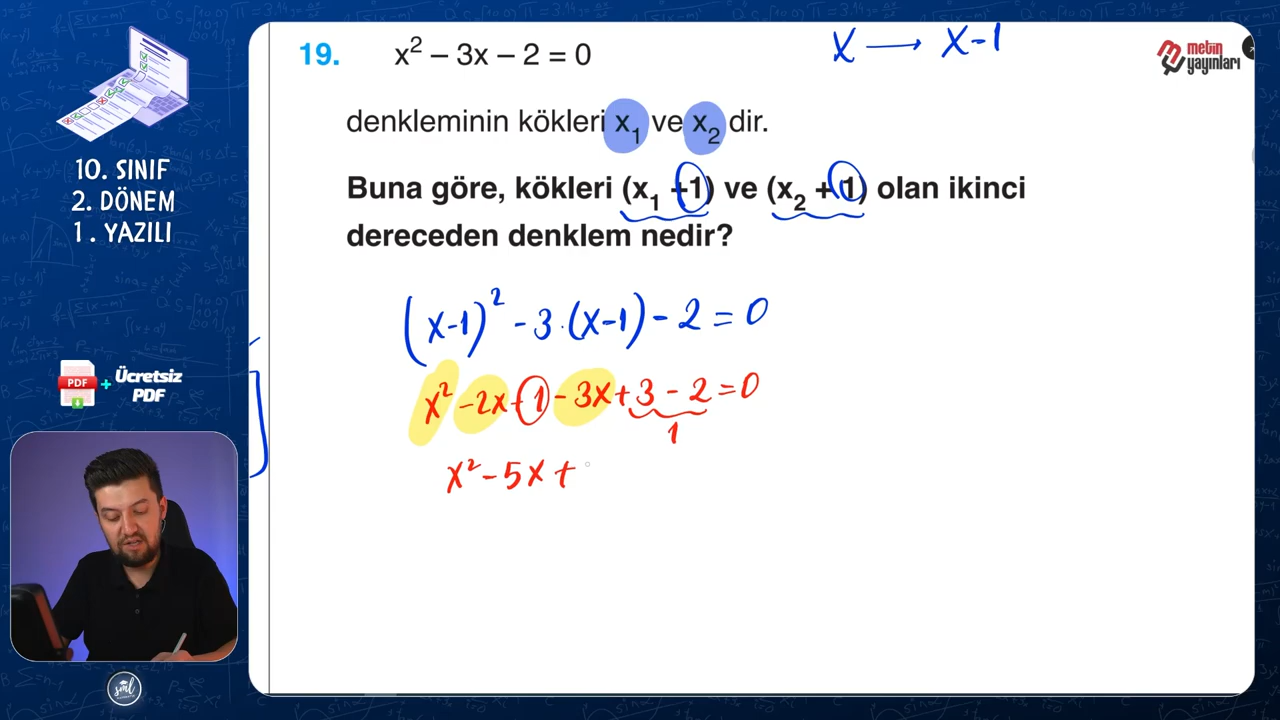 19. x² – 3x – 2 = 0
x → x-1
metin yayınları
denkleminin kökleri x₁ ve x₂ dir.
Buna göre, kökleri (x₁ +1) ve (x₂ + 1) olan ikinci
dereceden denklem nedir?
(x-1)² - 3.(x-1) - 2 = 0
x² - 2x + 1 - 3x + 3 - 2 = 0
1
x² - 5x +
10. SINIF
2. DÖNEM
1 . YAZILI
PDF + Ücretsiz
PDF
sml